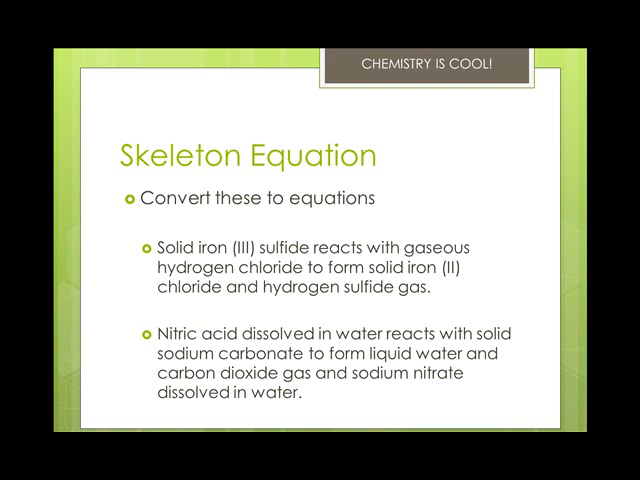 CHEMISTRY IS COOL!
Skeleton Equation
Convert these to equations
Solid iron (III) sulfide reacts with gaseous
hydrogen chloride to form solid iron (II)
chloride and hydrogen sulfide gas.
Nitric acid dissolved in water reacts with solid
sodium carbonate to form liquid water and
carbon dioxide gas and sodium nitrate
dissolved in water.